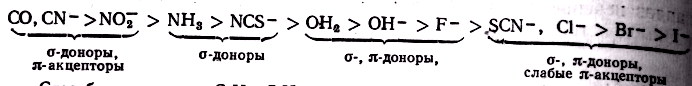 CO, CN⁻ > NO₂⁻ > NH₃ > NCS⁻ > OH₂ > OH⁻ > F⁻ > SCN⁻, Cl⁻ > Br⁻ > I⁻
σ-доноры, σ-доноры σ-, π-доноры, σ-, π-доноры,
π-акцепторы слабые π-акцепторы